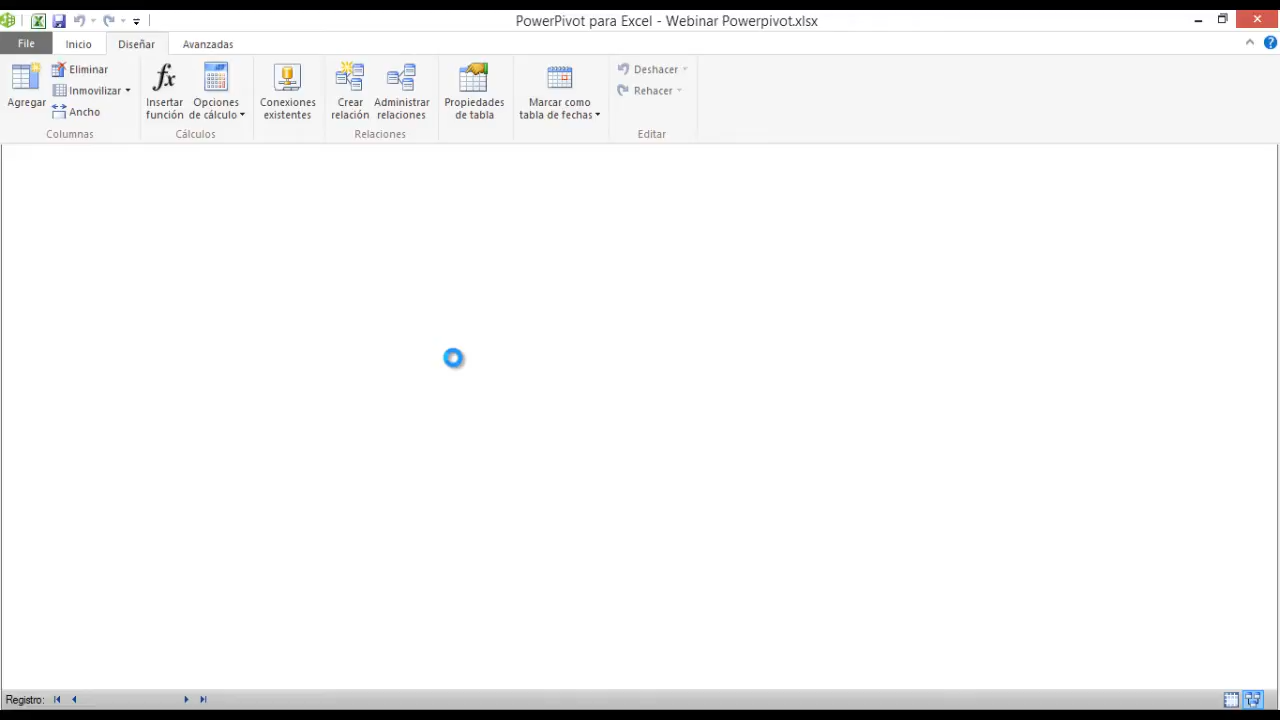 PowerPivot para Excel - Webinar Powerpivot.xlsx
File Inicio Diseñar Avanzadas
Agregar
Eliminar
Inmovilizar
Ancho
Columnas
Insertar
función
Opciones
de cálculo
Cálculos
Conexiones
existentes
Crear
relación
Administrar
relaciones
Relaciones
Propiedades
de tabla
Marcar como
tabla de fechas
Deshacer
Rehacer
Editar
Registro: